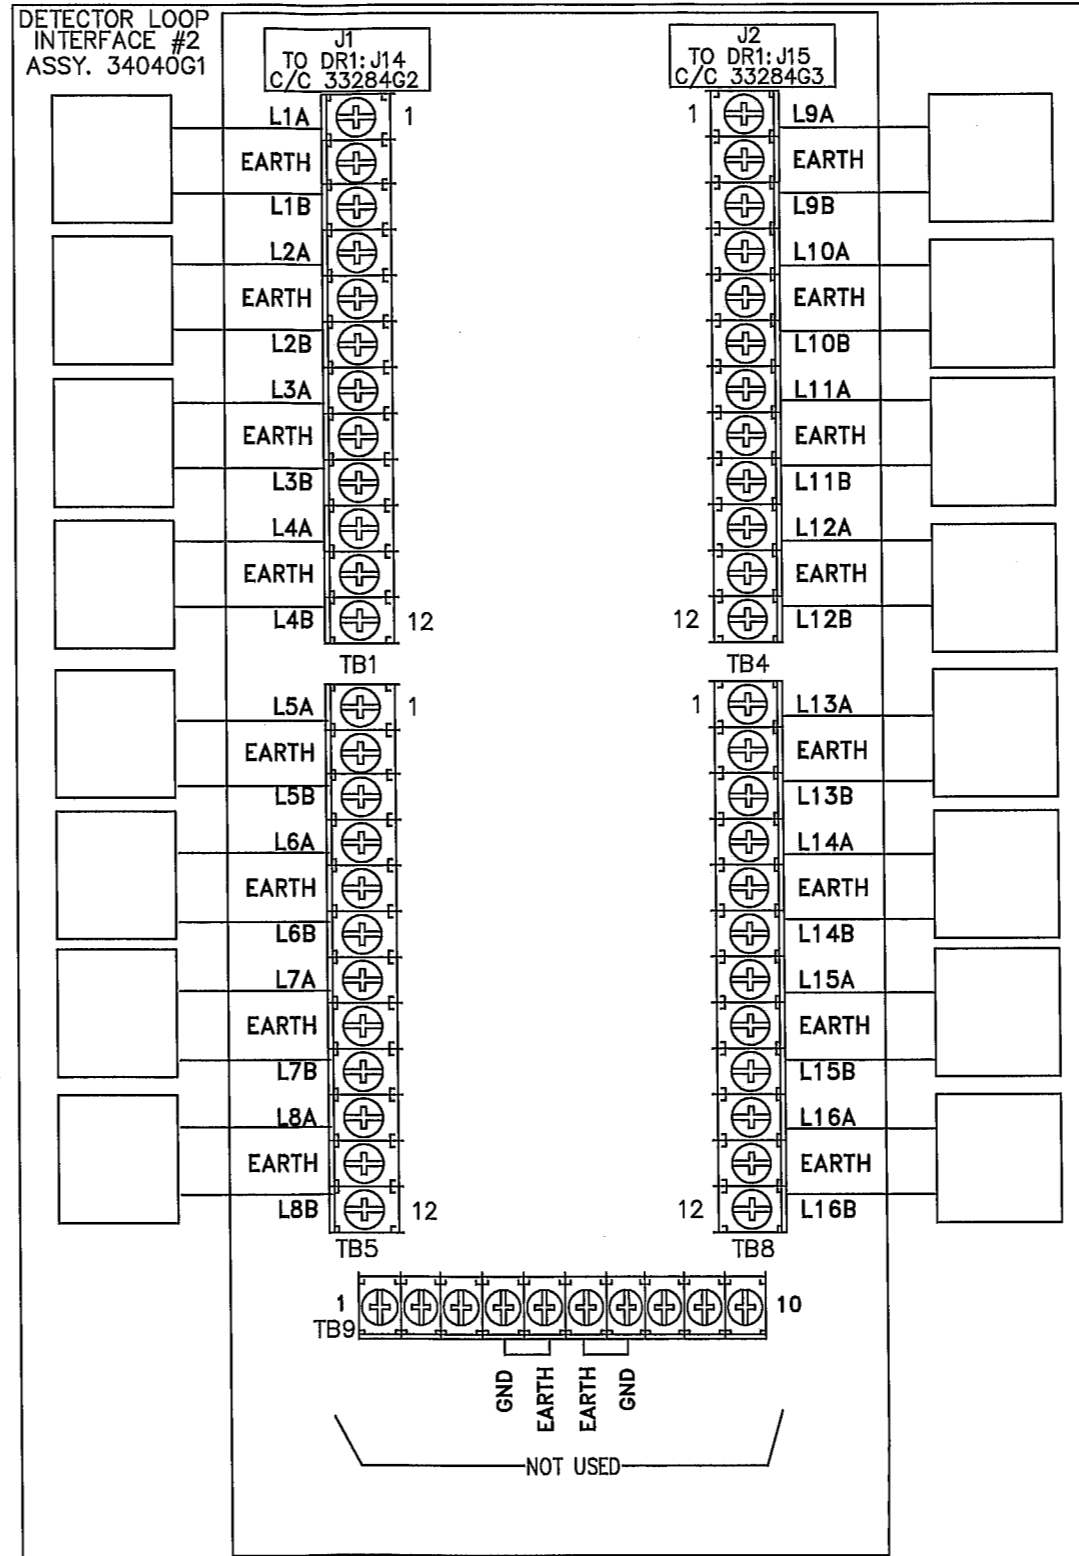 DETECTOR LOOP
INTERFACE #2
ASSY. 34040G1
J1
TO DR1:J14
C/C 33284G2
J2
TO DR1:J15
C/C 33284G3
L1A 1
EARTH
L1B
L2A
EARTH
L2B
L3A
EARTH
L3B
L4A
EARTH
L4B 12
TB1
1 L9A
EARTH
L9B
L10A
EARTH
L10B
L11A
EARTH
L11B
L12A
EARTH
12 L12B
TB4
L5A 1
EARTH
L5B
L6A
EARTH
L6B
L7A
EARTH
L7B
L8A
EARTH
L8B 12
TB5
1 L13A
EARTH
L13B
L14A
EARTH
L14B
L15A
EARTH
L15B
L16A
EARTH
12 L16B
TB8
1 10
TB9
GND
EARTH
EARTH
GND
NOT USED